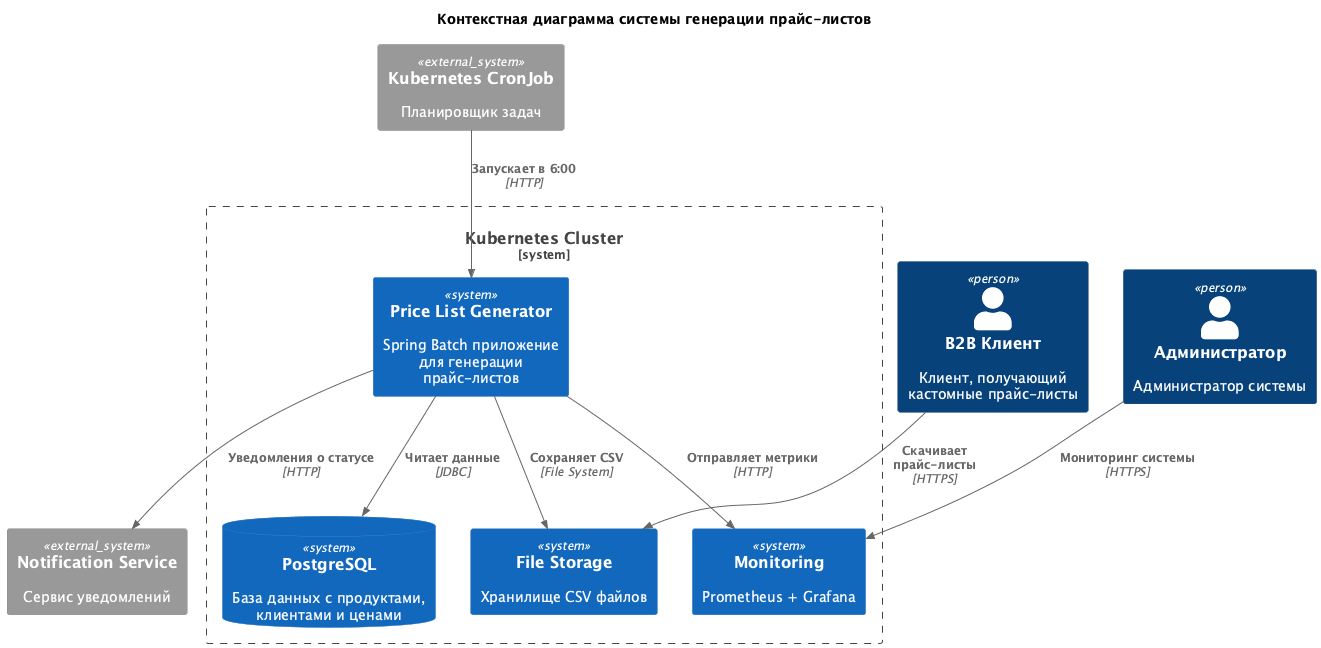 Контекстная диаграмма системы генерации прайс-листов
«external_system»
Kubernetes CronJob
Планировщик задач
Запускает в 6:00
[HTTP]
Kubernetes Cluster
[system]
«system»
Price List Generator
Spring Batch приложение
для генерации
прайс-листов
«person»
B2B Клиент
Клиент, получающий
кастомные прайс-листы
«person»
Администратор
Администратор системы
Уведомления о статусе
[HTTP]
Читает данные
[JDBC]
Сохраняет CSV
[File System]
Отправляет метрики
[HTTP]
Скачивает
прайс-листы
[HTTPS]
Мониторинг системы
[HTTPS]
«external_system»
Notification Service
Сервис уведомлений
«system»
PostgreSQL
База данных с продуктами,
клиентами и ценами
«system»
File Storage
Хранилище CSV файлов
«system»
Monitoring
Prometheus + Grafana